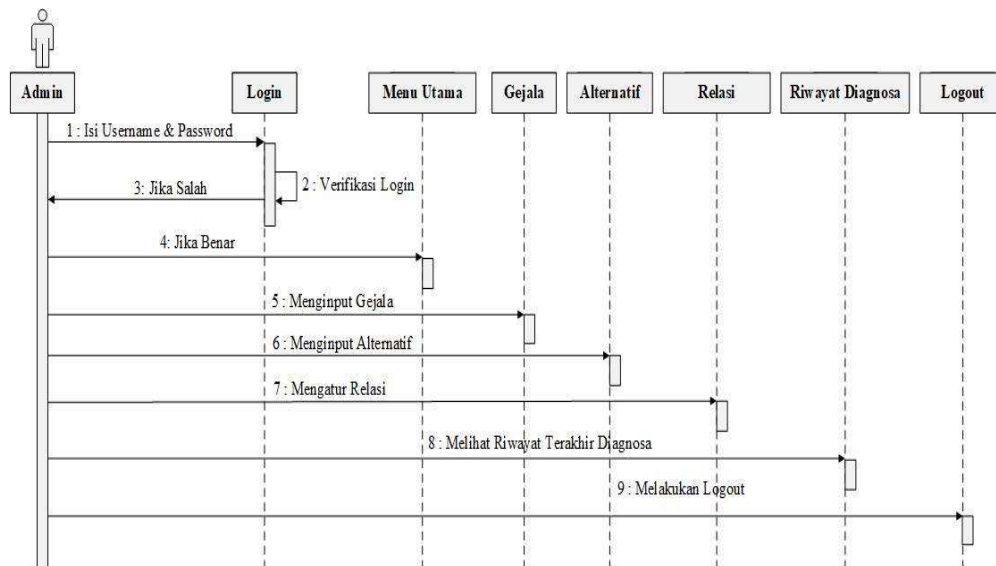 Admin
Login
Menu Utama
Gejala
Alternatif
Relasi
Riwayat Diagnosa
Logout
1 : Isi Username & Password
2 : Verifikasi Login
3: Jika Salah
4: Jika Benar
5 : Menginput Gejala
6 : Menginput Alternatif
7 : Mengatur Relasi
8 : Melihat Riwayat Terakhir Diagnosa
9 : Melakukan Logout